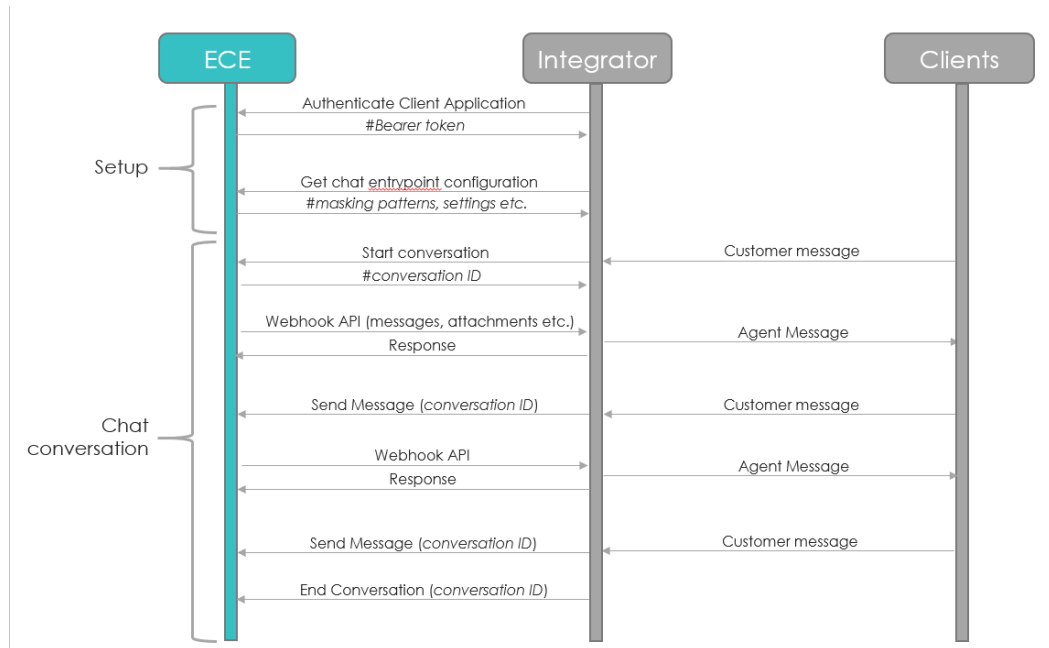 ECE
Integrator
Clients
Authenticate Client Application
#Bearer token
Setup
Get chat entrypoint configuration
#masking patterns, settings etc.
Start conversation
Customer message
#conversation ID
Webhook API (messages, attachments etc.)
Agent Message
Response
Send Message (conversation ID)
Customer message
Chat
conversation
Webhook API
Agent Message
Response
Send Message (conversation ID)
Customer message
End Conversation (conversation ID)